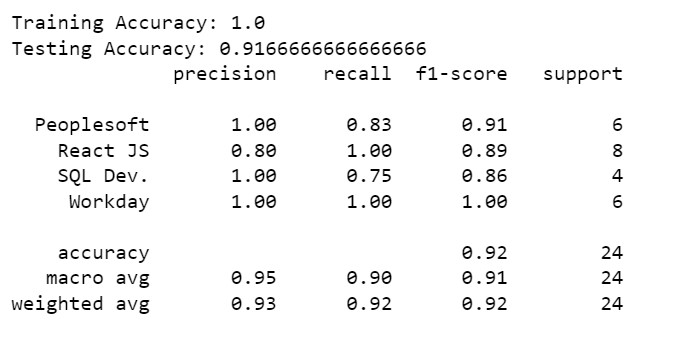 Training Accuracy: 1.0
Testing Accuracy: 0.9166666666666666
precision recall f1-score support
Peoplesoft 1.00 0.83 0.91 6
React JS 0.80 1.00 0.89 8
SQL Dev. 1.00 0.75 0.86 4
Workday 1.00 1.00 1.00 6
accuracy 0.92 24
macro avg 0.95 0.90 0.91 24
weighted avg 0.93 0.92 0.92 24